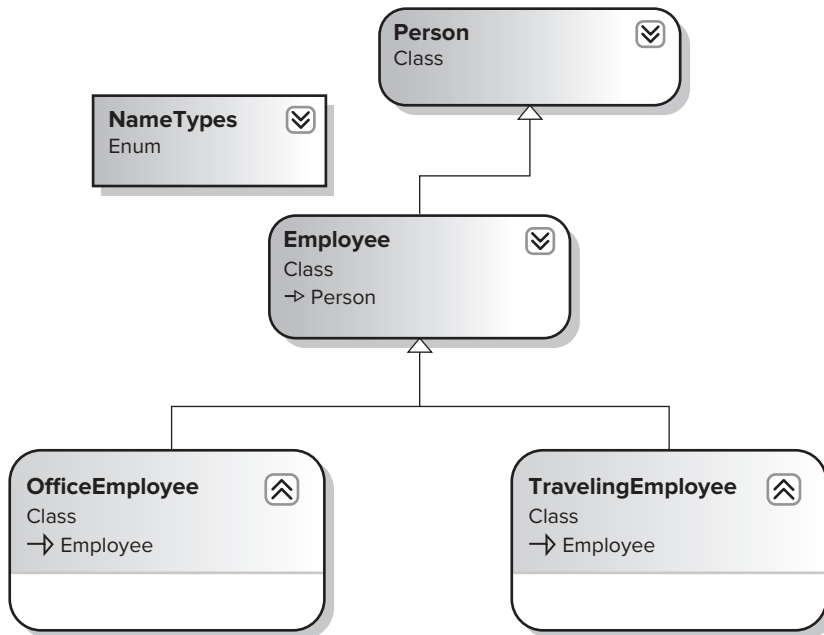 Person
Class
NameTypes
Enum
Employee
Class
Person
OfficeEmployee
Class
Employee
TravelingEmployee
Class
Employee